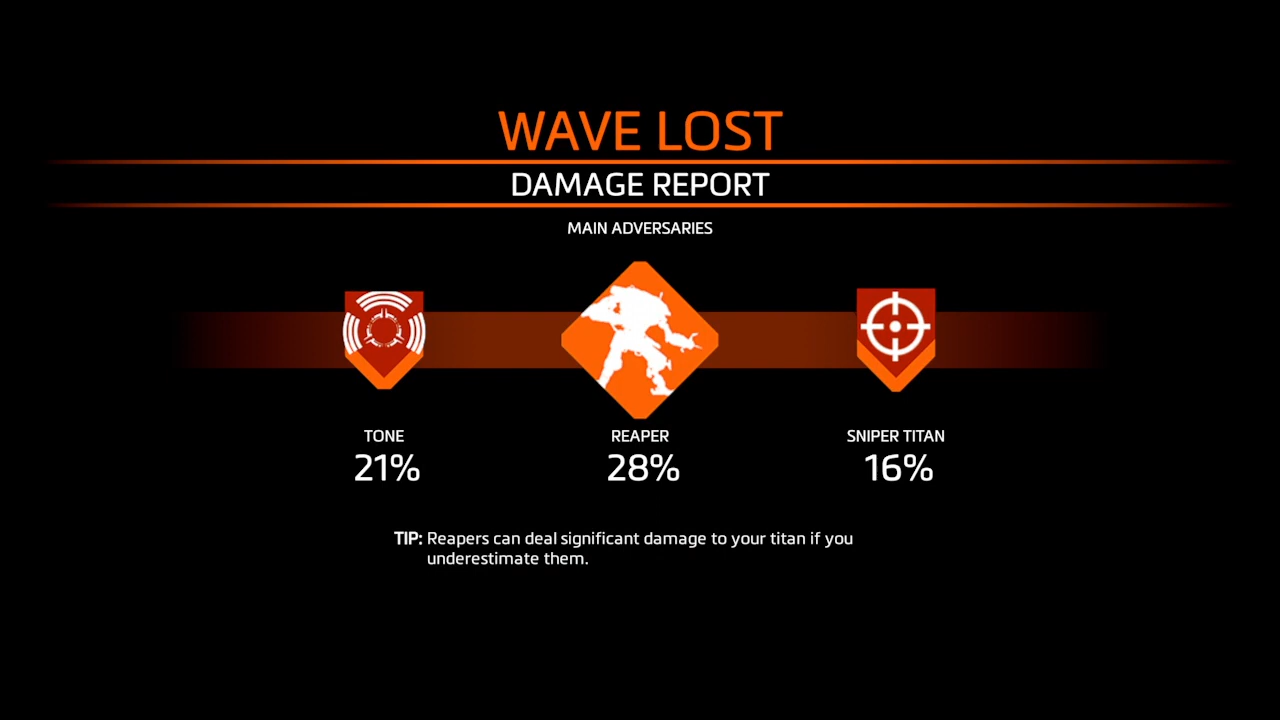 WAVE LOST
DAMAGE REPORT
MAIN ADVERSARIES
TONE
21%
REAPER
28%
SNIPER TITAN
16%
TIP: Reapers can deal significant damage to your titan if you
underestimate them.